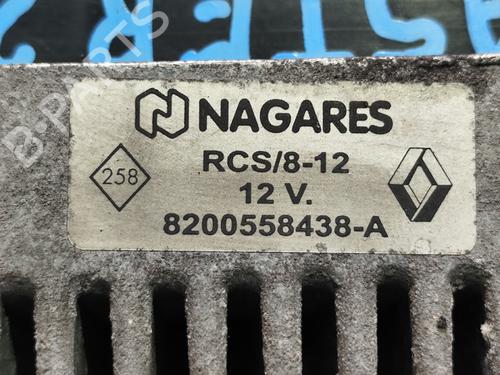 B-PARTS
NAGARES
258
RCS/8-12
12 V.
8200558438-A